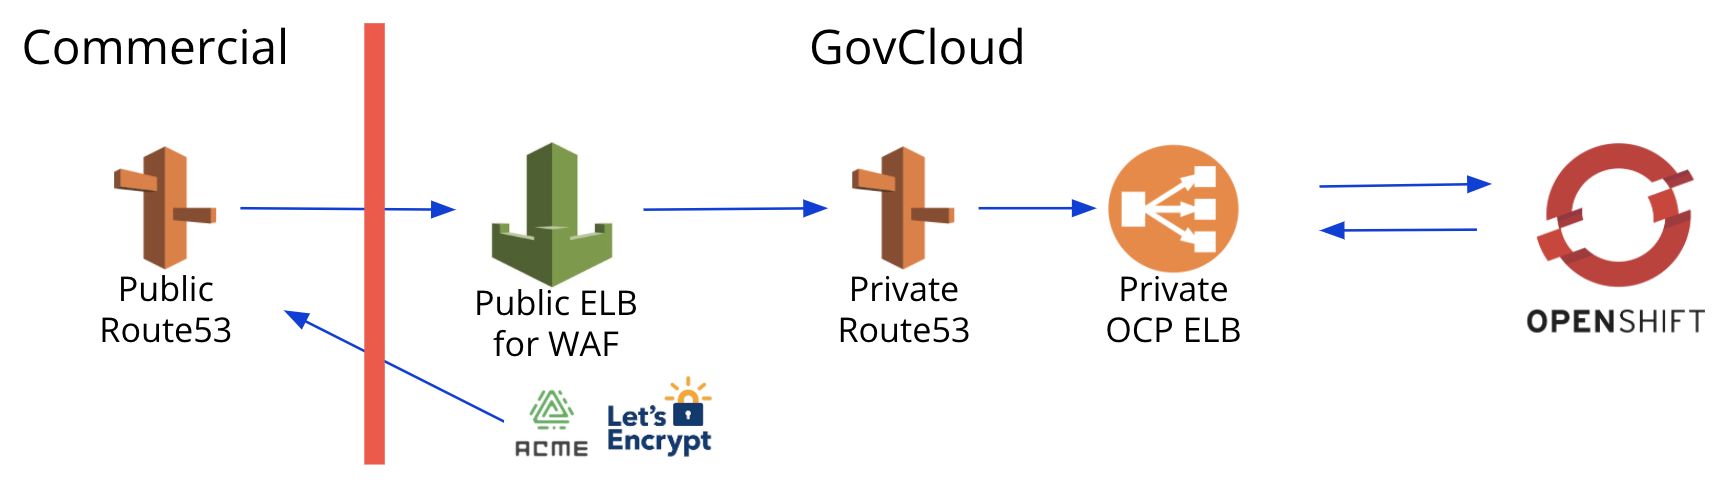 Commercial
GovCloud
Public
Route53
Public ELB
for WAF
Private
Route53
Private
OCP ELB
OPENSHIFT
ACME
Let's
Encrypt